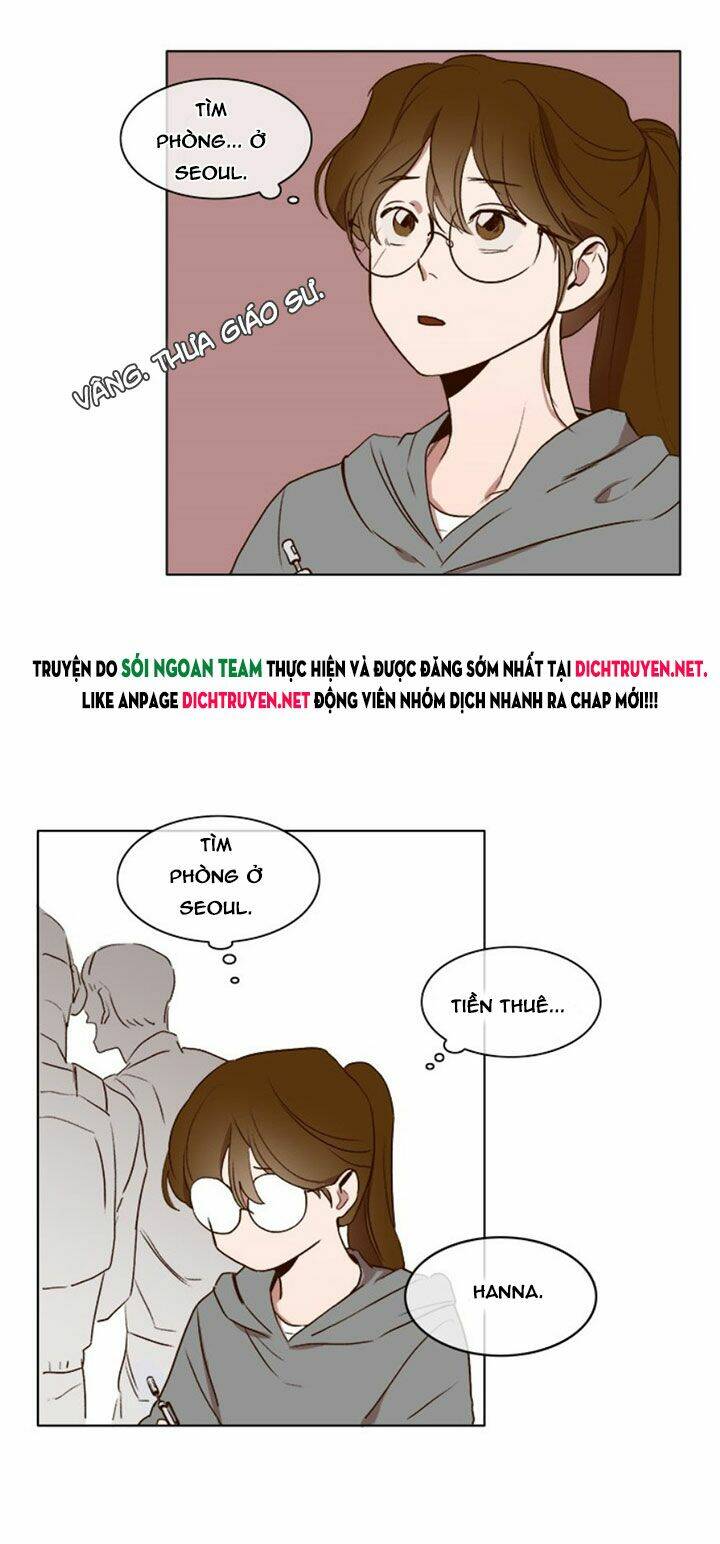 TÌM
PHÒNG... Ở
SEOUL.
VÂNG. THƯA GIÁO SƯ.
TRUYỆN DO SÓI NGOAN TEAM THỰC HIỆN VÀ ĐƯỢC ĐĂNG SỚM NHẤT TẠI DICHTRUYEN.NET.
LIKE ANPAGE DICHTRUYEN.NET ĐỘNG VIÊN NHÓM DỊCH NHANH RA CHAP MỚI!!!
TÌM
PHÒNG Ở
SEOUL.
TIỀN THUÊ...
HANNA.